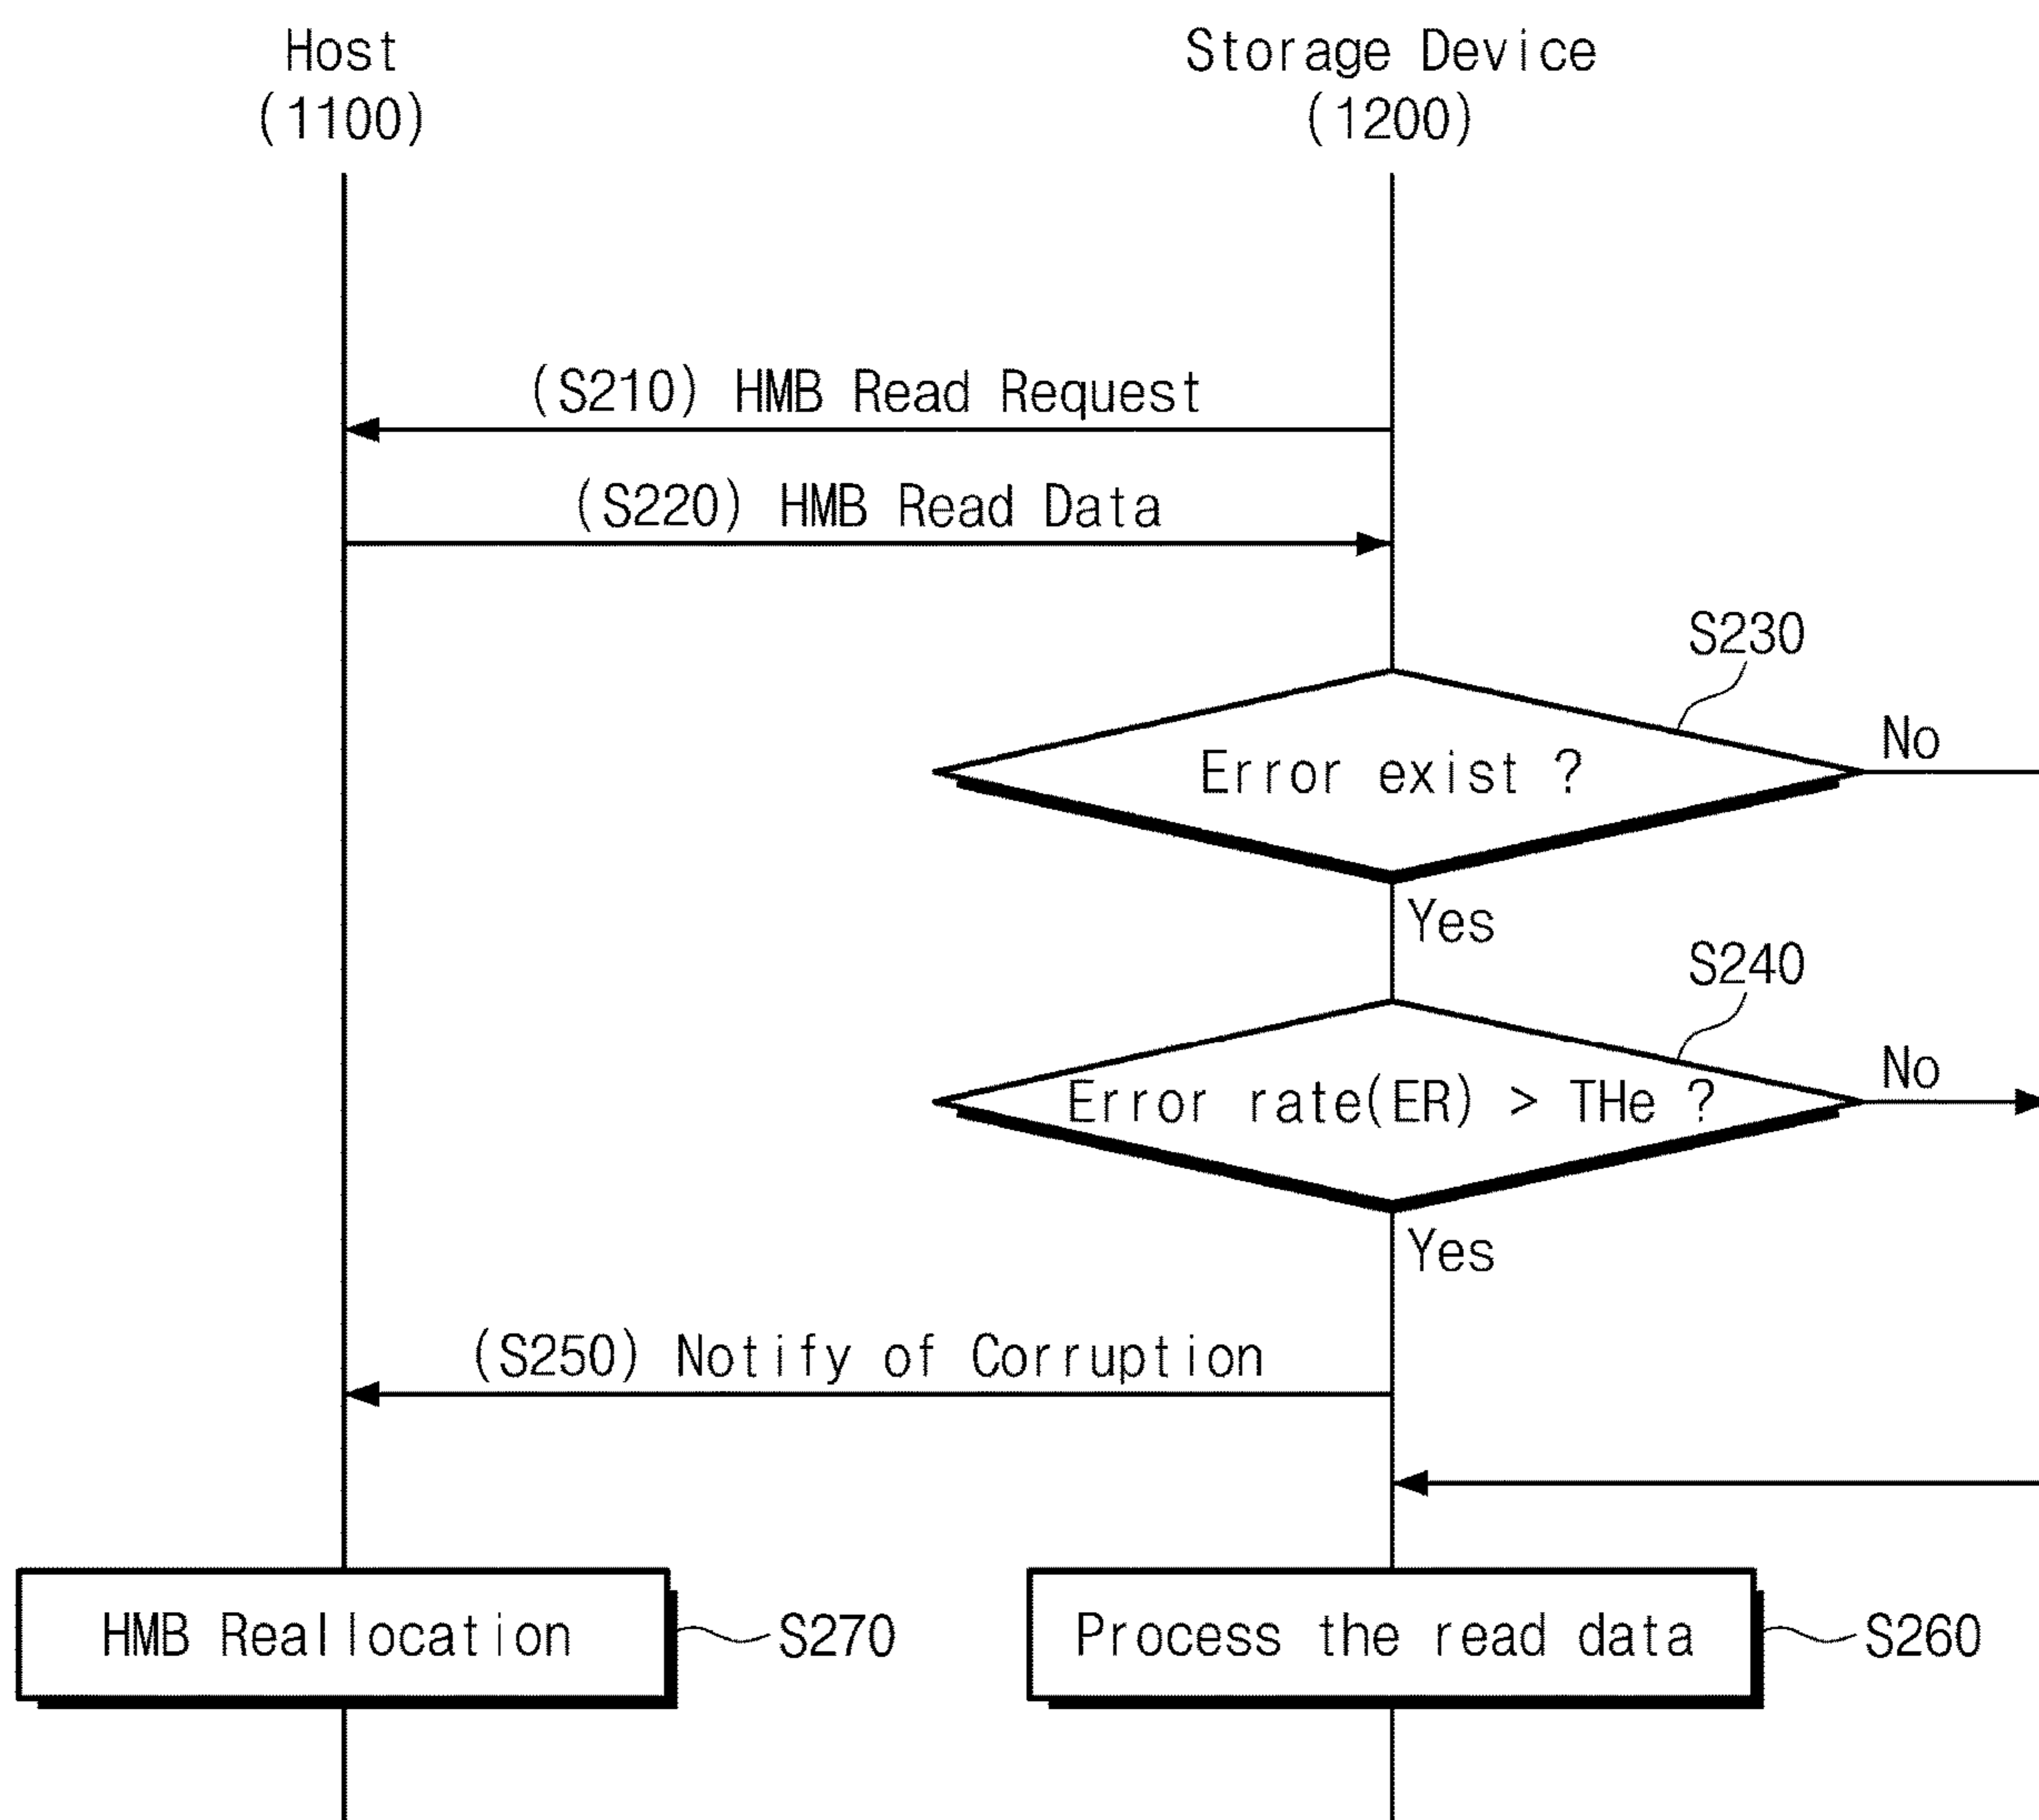 Host
(1100)
Storage Device
(1200)
(S210) HMB Read Request
(S220) HMB Read Data
S230
Error exist ?
No
Yes
S240
Error rate(ER) > THe ?
No
Yes
(S250) Notify of Corruption
HMB Reallocation
S270
Process the read data
S260